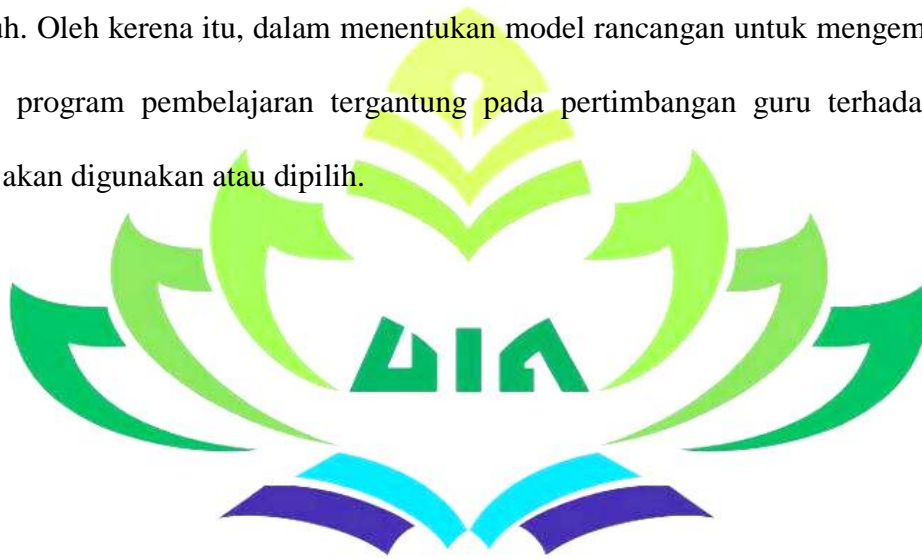 uh. Oleh kerena itu, dalam menentukan model rancangan untuk mengem
program pembelajaran tergantung pada pertimbangan guru terhada
akan digunakan atau dipilih.